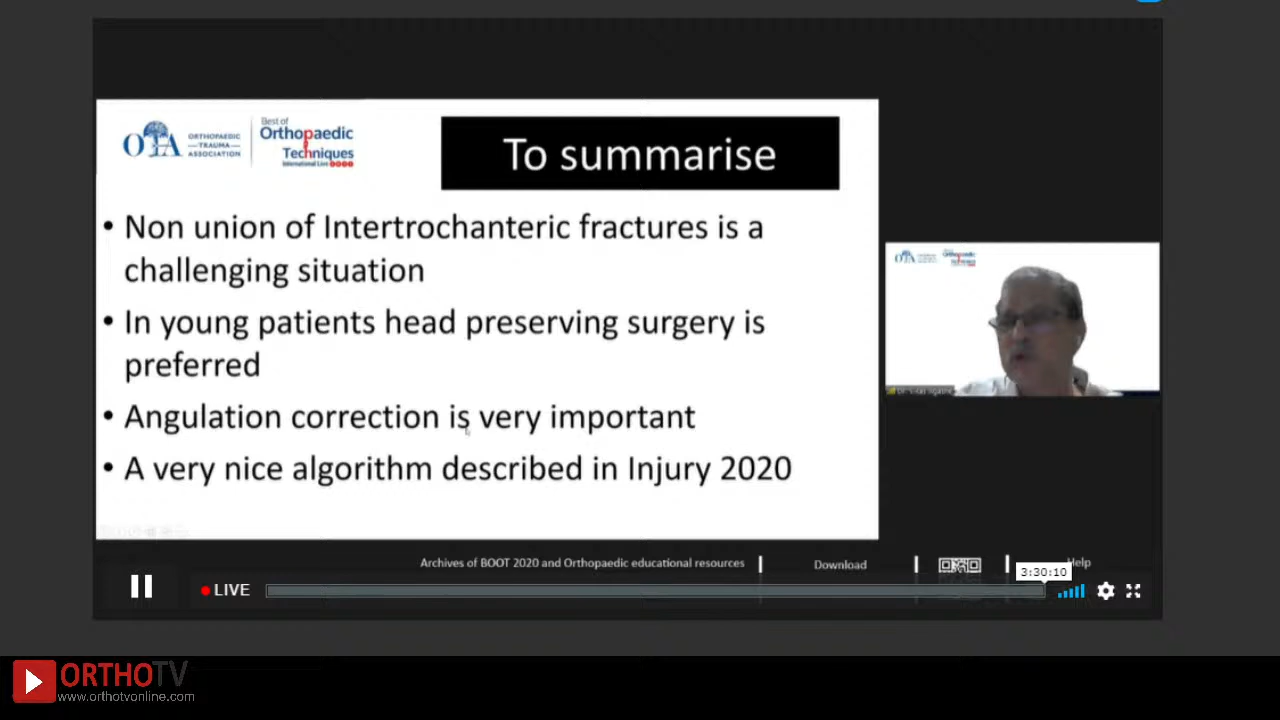 OTA
ORTHOPAEDIC
TRAUMA
ASSOCIATION
Best of
Orthopaedic
Techniques
International Live
To summarise
• Non union of Intertrochanteric fractures is a
challenging situation
• In young patients head preserving surgery is
preferred
• Angulation correction is very important
• A very nice algorithm described in Injury 2020
OTA
Archives of BOOT 2020 and Orthopaedic educational resources
Download
Help
3:30:10
LIVE
ORTHOTV
www.orthotvonline.com